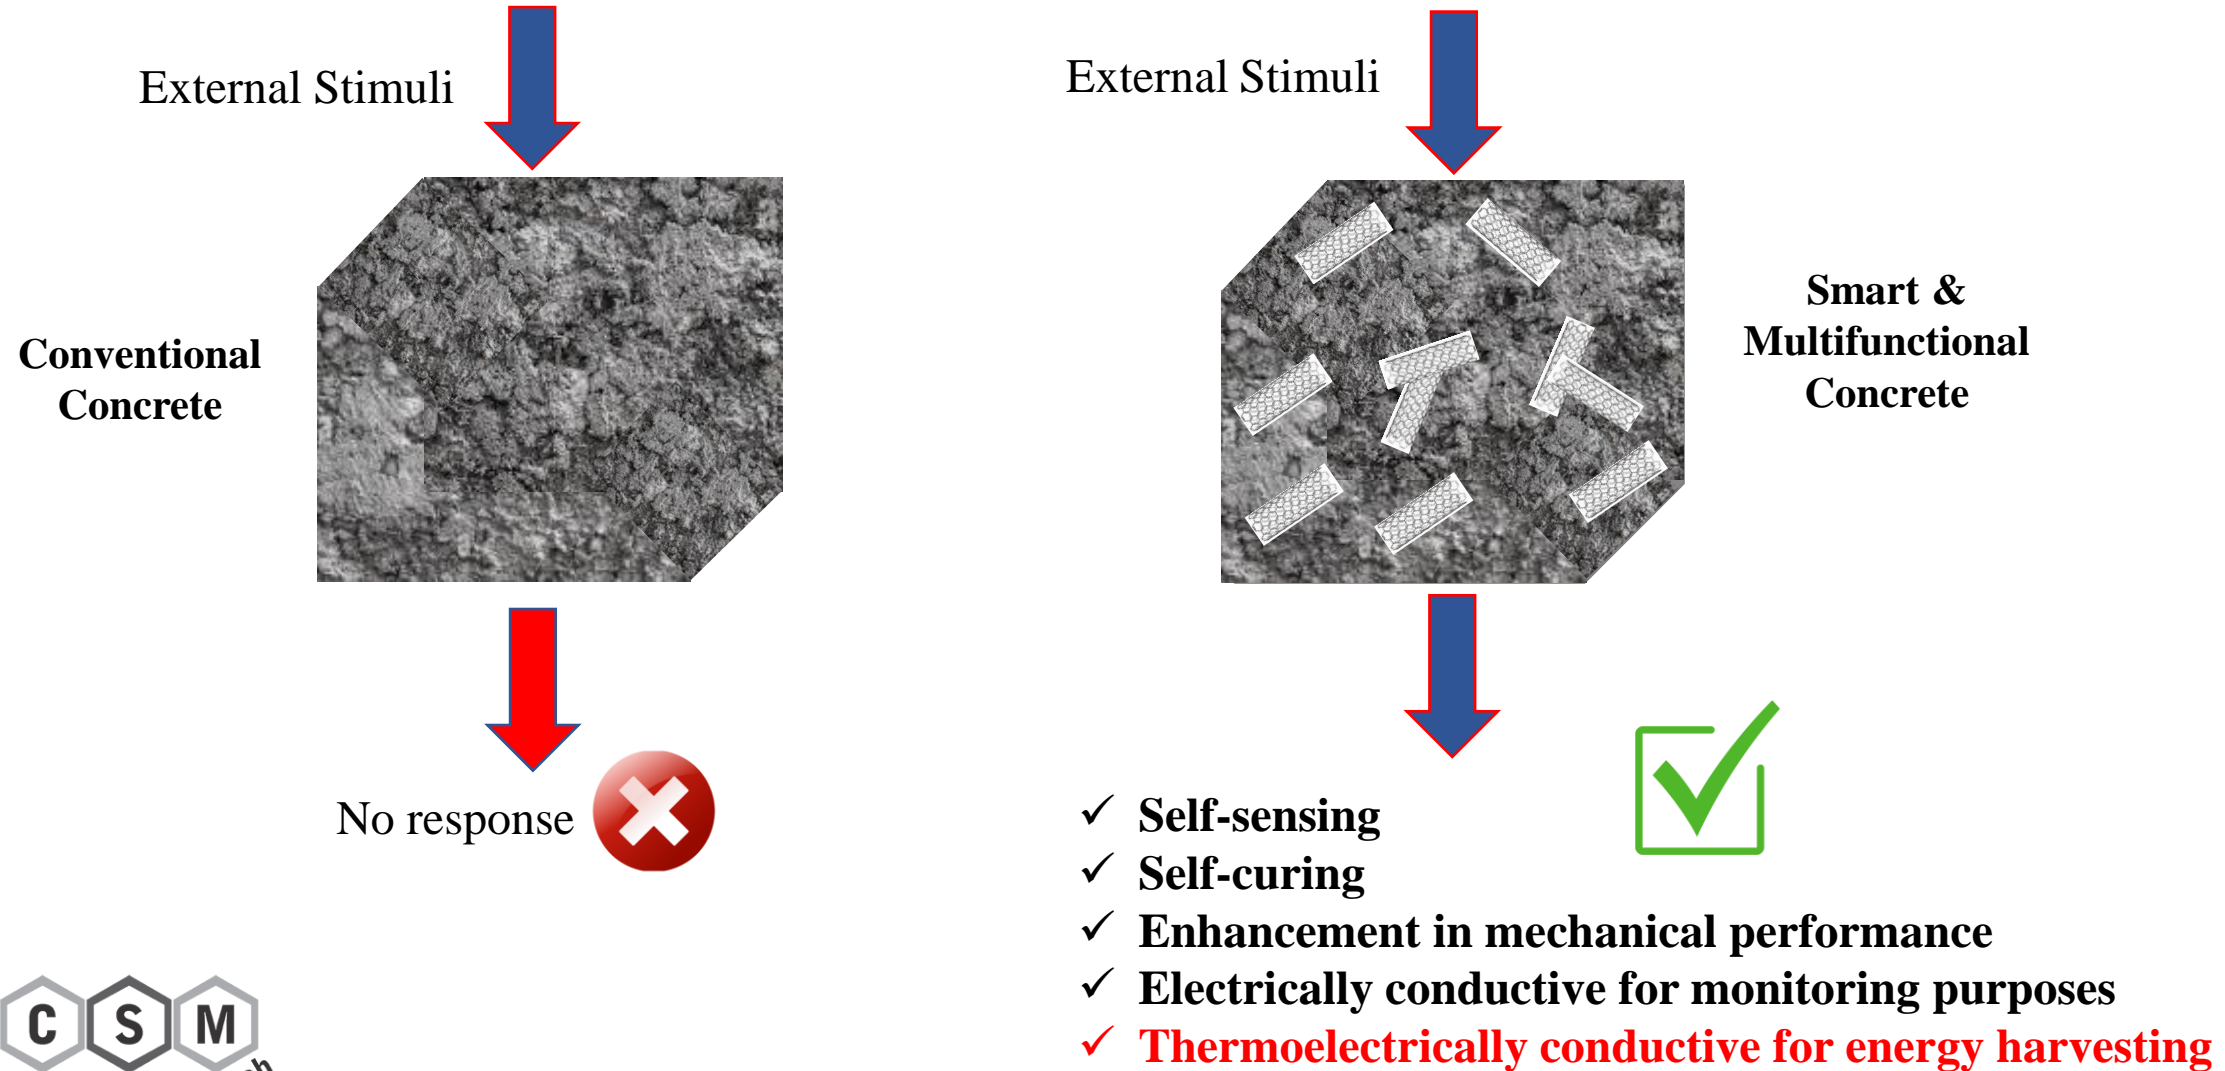 External Stimuli
Conventional
Concrete
No response
External Stimuli
Smart &
Multifunctional
Concrete
✓ Self-sensing
✓ Self-curing
✓ Enhancement in mechanical performance
✓ Electrically conductive for monitoring purposes
✓ Thermoelectrically conductive for energy harvesting
CSM